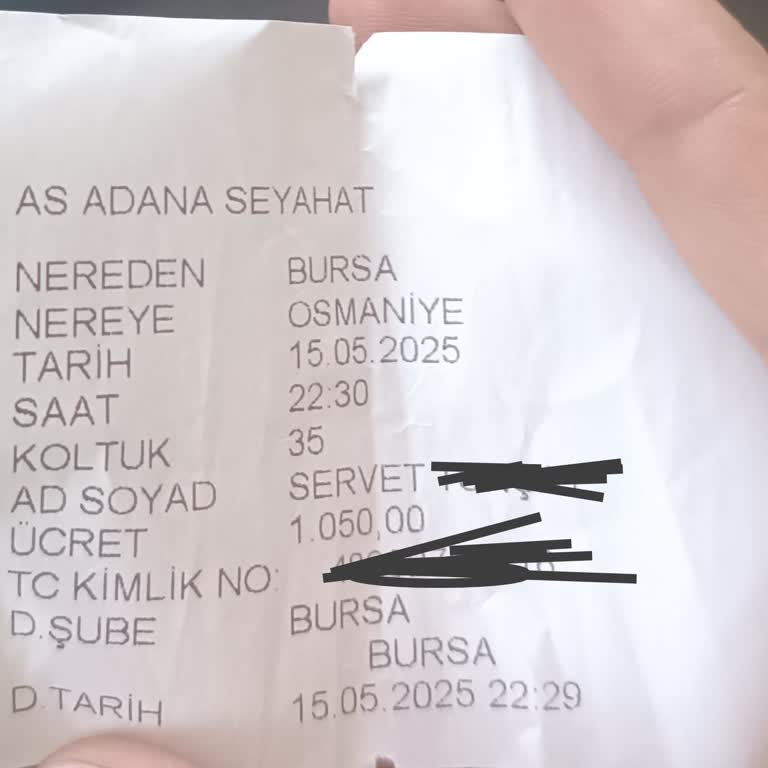 AS ADANA SEYAHAT
NEREDEN BURSA
NEREYE OSMANİYE
TARİH 15.05.2025
SAAT 22:30
KOLTUK 35
AD SOYAD SERVET
ÜCRET 1.050,00
TC KİMLİK NO:
D.ŞUBE BURSA
BURSA
D.TARİH 15.05.2025 22:29